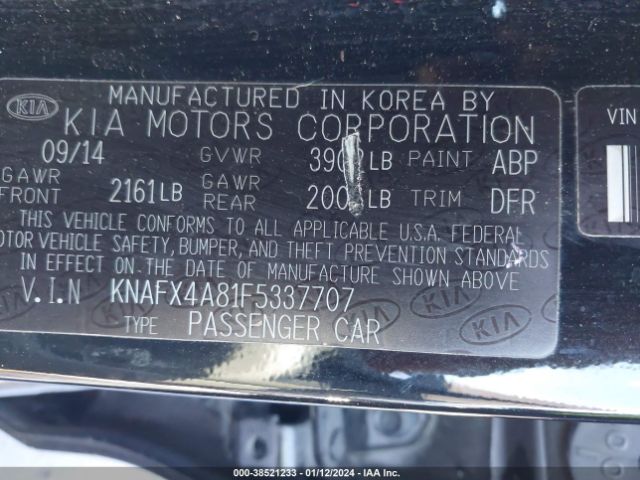 KIA
MANUFACTURED IN KOREA BY
KIA MOTORS CORPORATION
09/14 GVWR LB PAINT ABP
GAWR FRONT 2161LB GAWR REAR LB TRIM DFR
THIS VEHICLE CONFORMS TO ALL APPLICABLE U.S.A. FEDERAL
MOTOR VEHICLE SAFETY, BUMPER, AND THEFT PREVENTION STANDARDS
IN EFFECT ON THE DATE OF MANUFACTURE SHOWN ABOVE
V.I.N KNAFX4A81F5337707
TYPE PASSENGER CAR
VIN
000-38521233 - 01/12/2024 - IAA Inc.